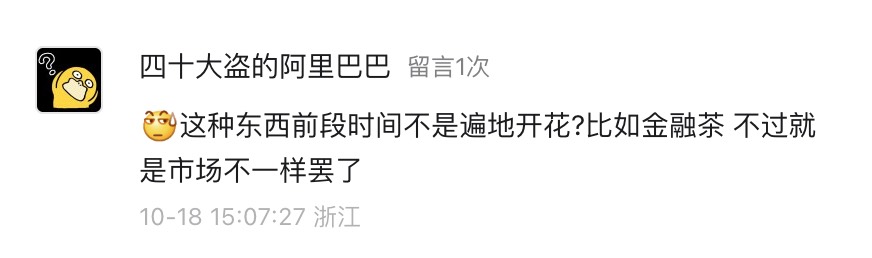 四十大盗的阿里巴巴 留言1次
这种东西前段时间不是遍地开花?比如金融茶 不过就
是市场不一样罢了
10-18 15:07:27 浙江